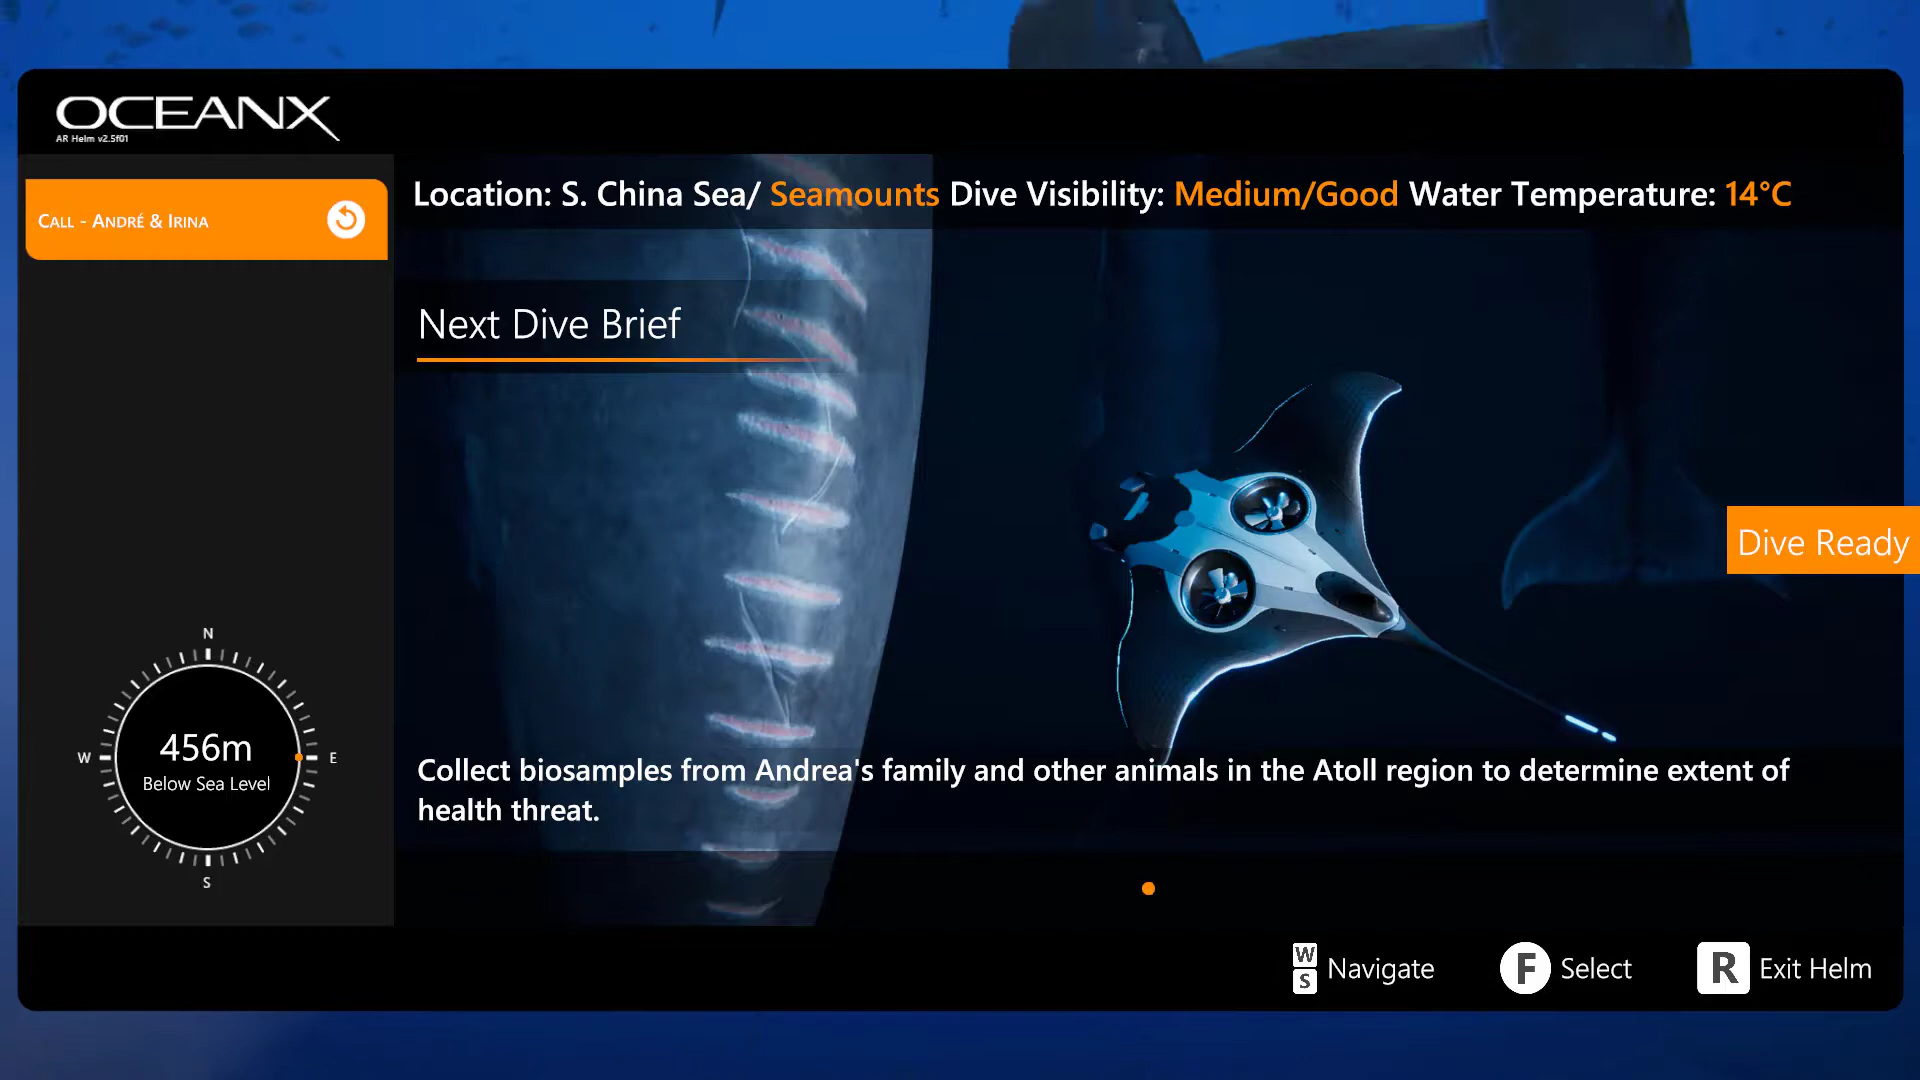 OCEANX
AR Helm v2.5f01
CALL - ANDRÉ & IRINA
Location: S. China Sea/ Seamounts Dive Visibility: Medium/Good Water Temperature: 14°C
Next Dive Brief
Dive Ready
N
W
E
S
456m
Below Sea Level
Collect biosamples from Andrea's family and other animals in the Atoll region to determine extent of
health threat.
W
S
Navigate
F Select
R Exit Helm